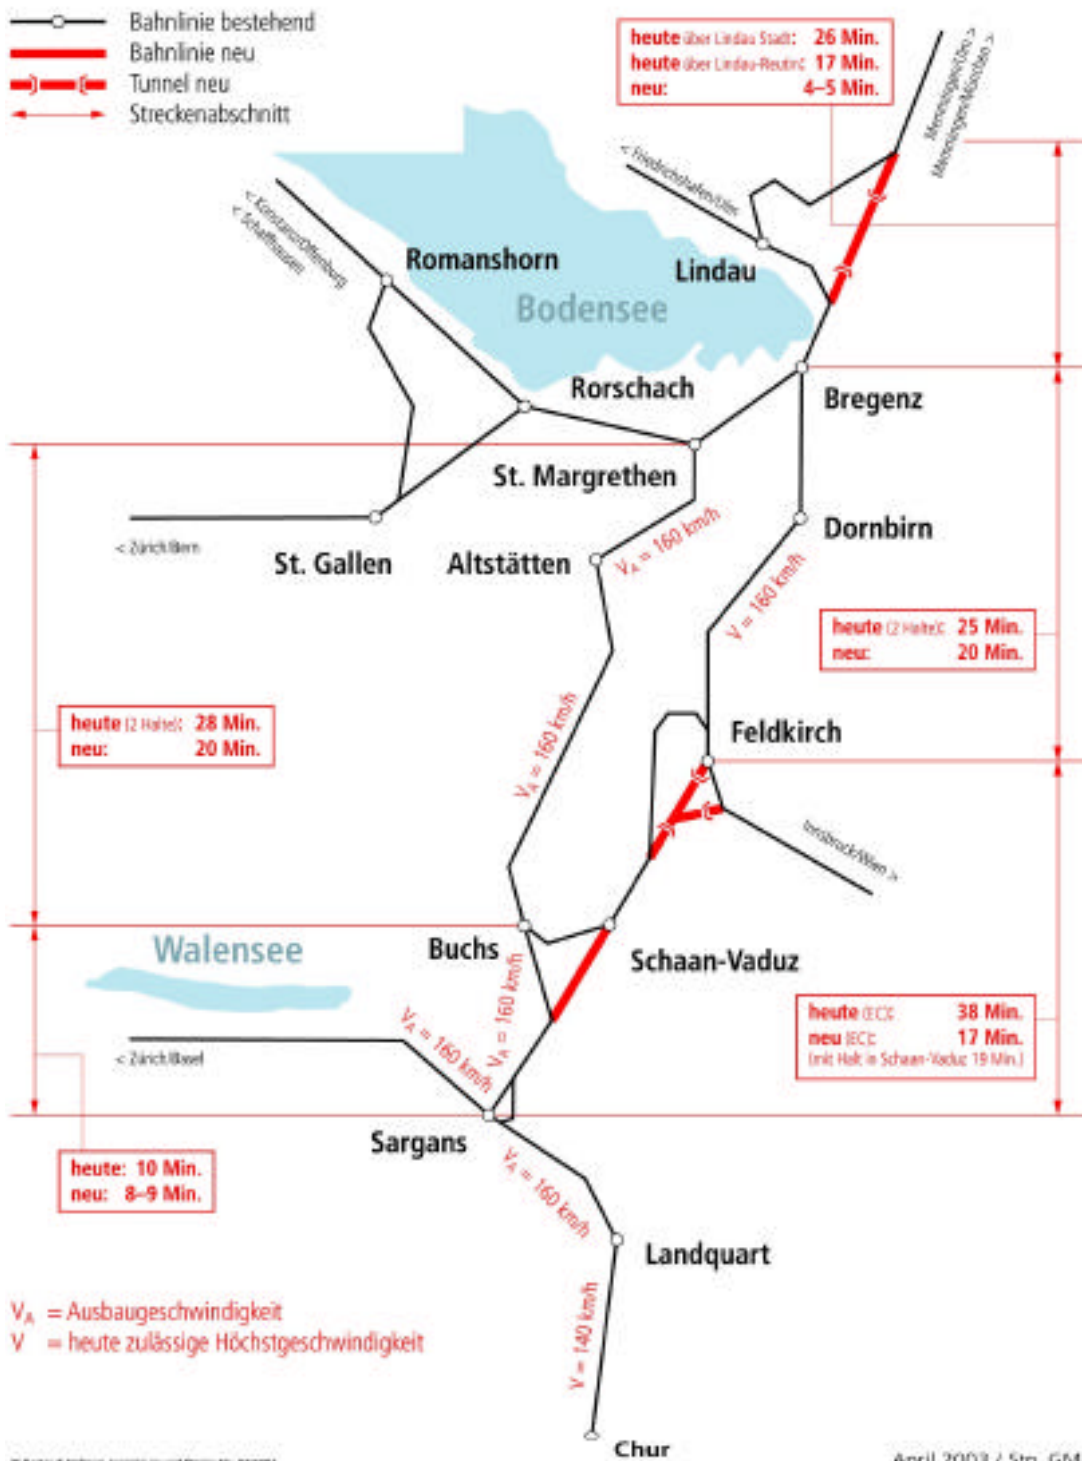 Bahnlinie bestehend
Bahnlinie neu
Tunnel neu
Streckenabschnitt
heute über Lindau Stadt: 26 Min.
heute über Lindau-Reutin: 17 Min.
neu: 4–5 Min.
Memmingen/Ulm >
Memmingen/München >
< Friedrichshafen/Ulm
< Konstanz/Offenburg
< Schaffhausen
Romanshorn
Lindau
Bodensee
Rorschach
Bregenz
St. Margrethen
< Zürich/Bern
St. Gallen
Altstätten
VA = 160 km/h
Dornbirn
V = 160 km/h
heute (2 Halte): 25 Min.
neu: 20 Min.
heute (2 Halte): 28 Min.
neu: 20 Min.
VA = 160 km/h
Feldkirch
Innsbruck/Wien >
Walensee
Buchs
Schaan-Vaduz
VA = 160 km/h
VA = 160 km/h
< Zürich/Basel
heute (EC): 38 Min.
neu (EC): 17 Min.
(mit Halt in Schaan-Vaduz 19 Min.)
Sargans
heute: 10 Min.
neu: 8–9 Min.
VA = 160 km/h
Landquart
V = 140 km/h
VA = Ausbaugeschwindigkeit
V = heute zulässige Höchstgeschwindigkeit
Chur
April 2003 / Stp, GM